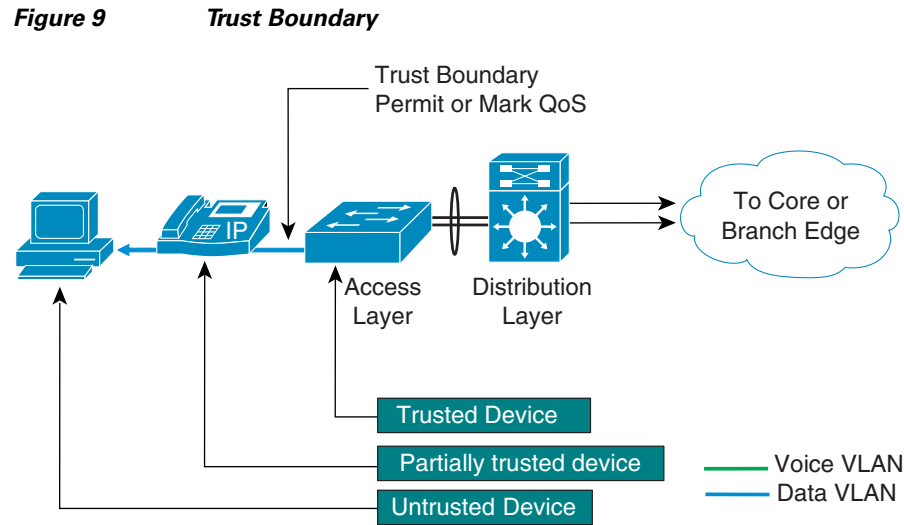 Figure 9 Trust Boundary
Trust Boundary
Permit or Mark QoS
IP
To Core or
Branch Edge
Access
Layer
Distribution
Layer
Trusted Device
Partially trusted device
Untrusted Device
Voice VLAN
Data VLAN